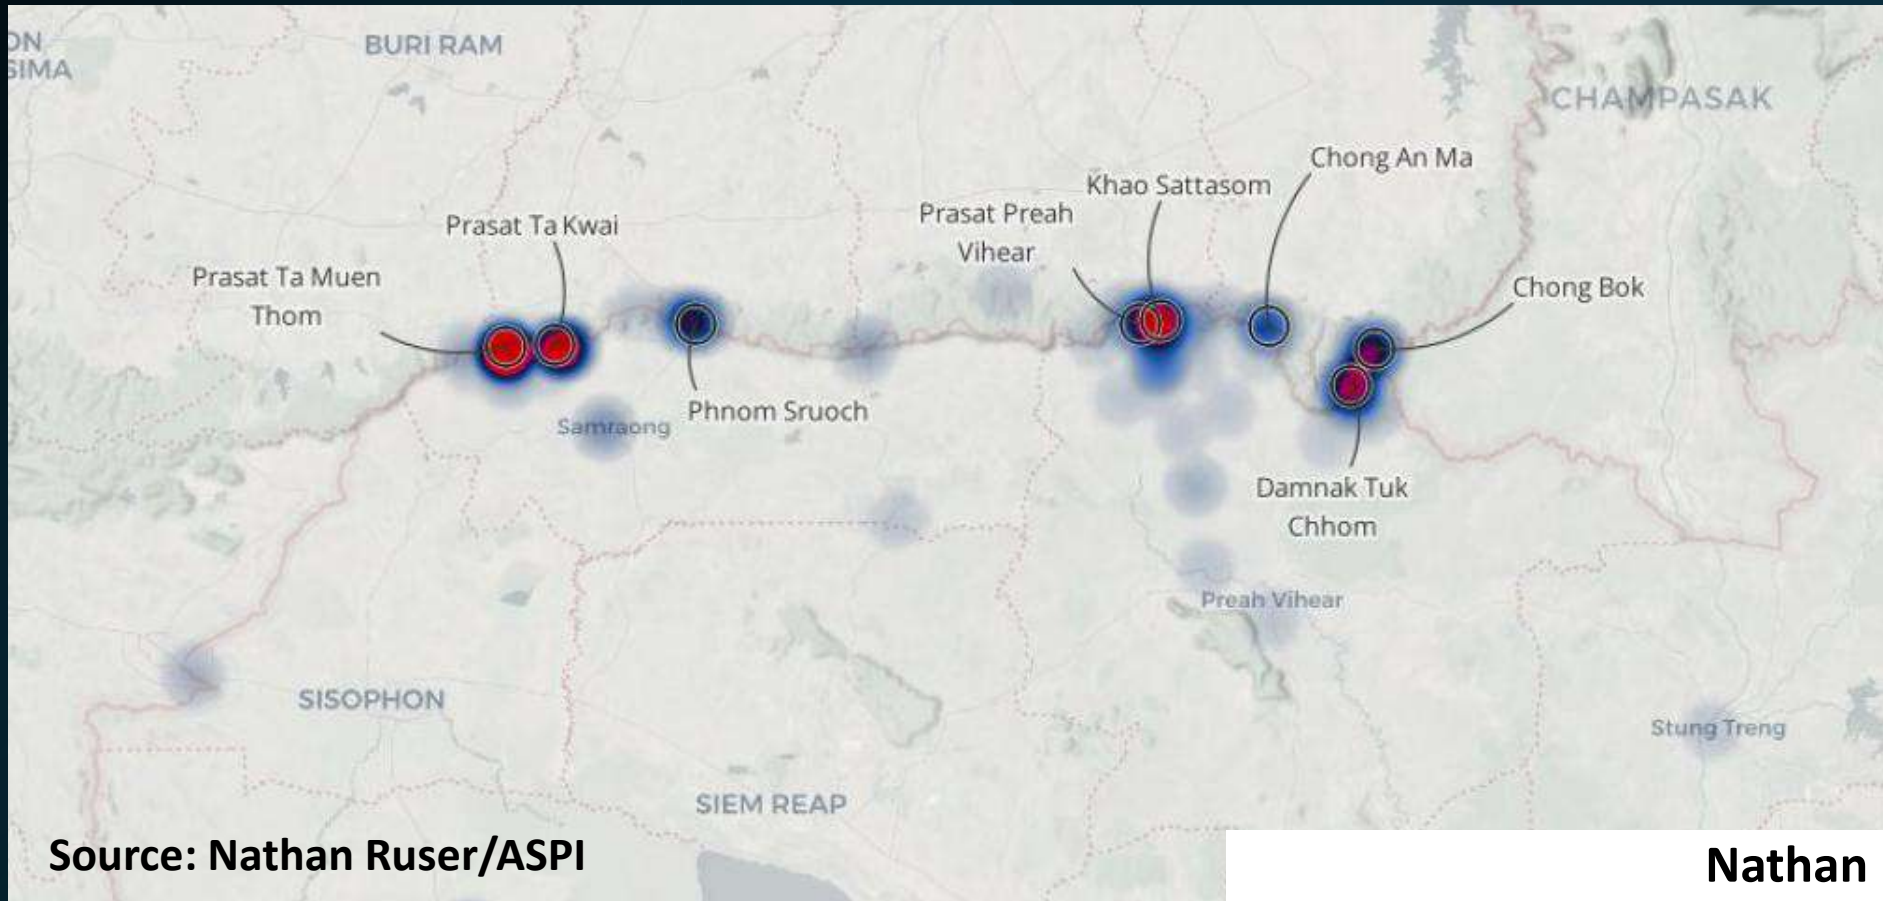 ON
SIMA
BURI RAM
CHAMPASAK
Chong An Ma
Khao Sattasom
Prasat Preah
Vihear
Prasat Ta Kwai
Prasat Ta Muen
Thom
Chong Bok
Phnom Sruoch
Samraong
Damnak Tuk
Chhom
Preah Vihear
SISOPHON
Stung Treng
SIEM REAP
Source: Nathan Ruser/ASPI
Nathan